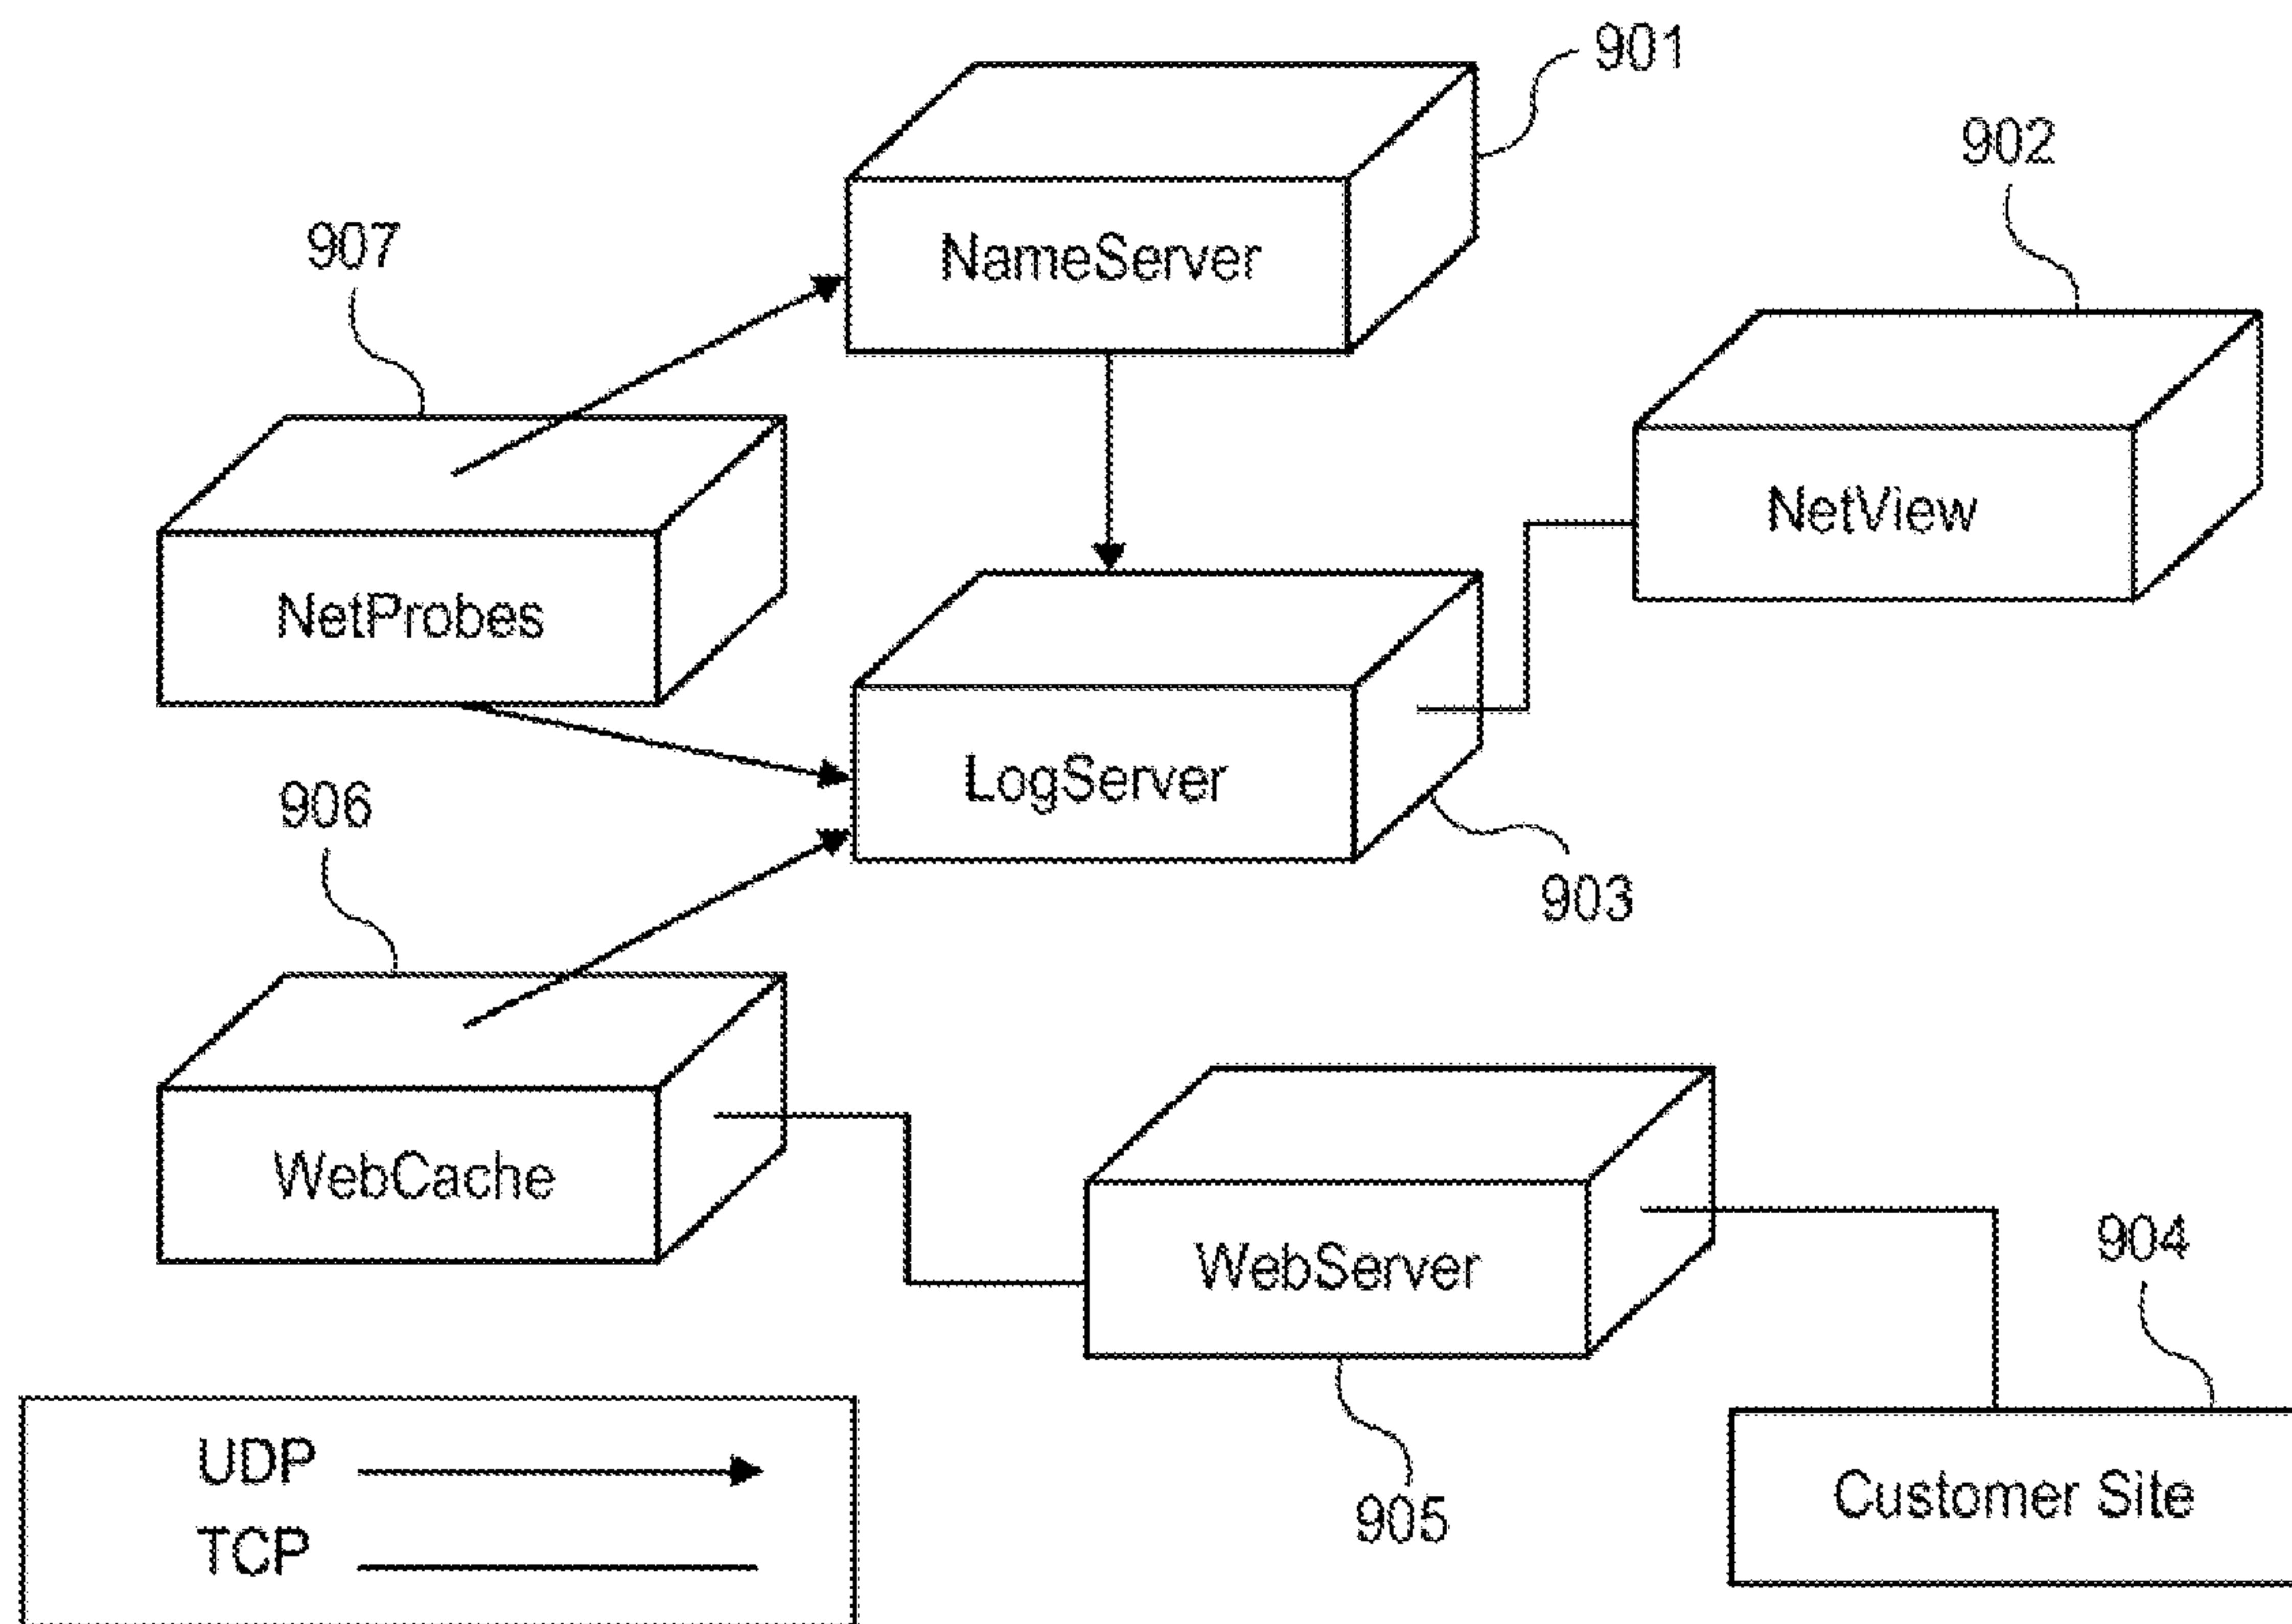 901
902
NameServer
907
NetView
NetProbes
LogServer
906
903
WebCache
WebServer
904
UDP
TCP
905
Customer Site